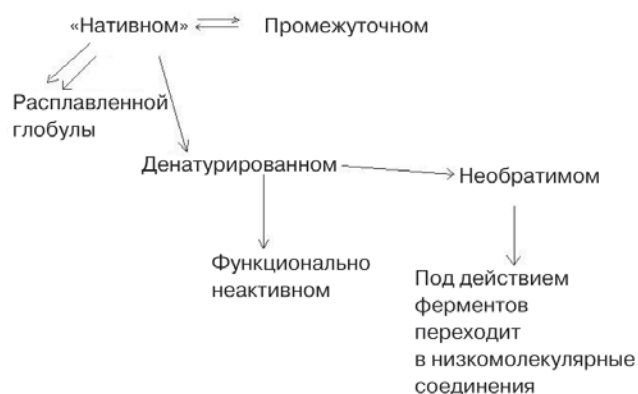 «Нативном»
Промежуточном
Расплавленной
глобулы
Денатурированном
Необратимом
Функционально
неактивном
Под действием
ферментов
переходит
в низкомолекулярные
соединения